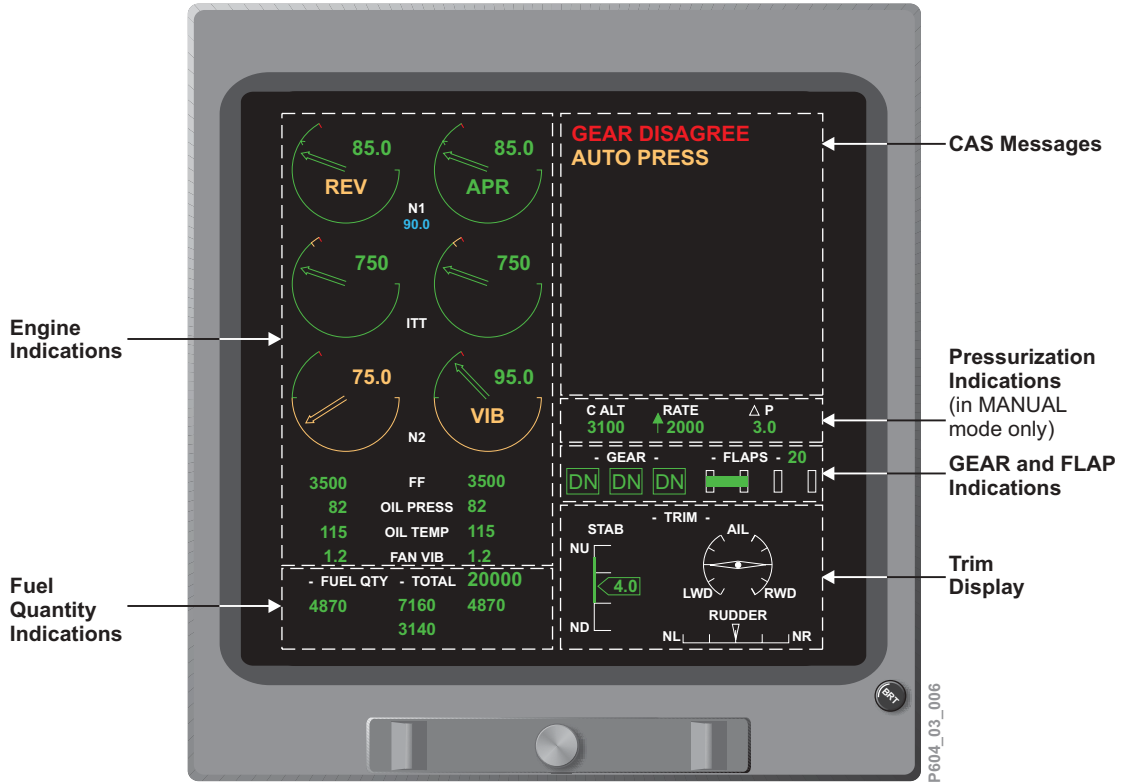 GEAR DISAGREE
AUTO PRESS
85.0 85.0
REV APR
N1
90.0
750 750
ITT
75.0 95.0
VIB
N2
3500 FF 3500
82 OIL PRESS 82
115 OIL TEMP 115
1.2 FAN VIB 1.2
- FUEL QTY - TOTAL 20000
4870 7160 4870
3140
C ALT RATE △ P
3100 2000 3.0
- GEAR - - FLAPS - 20
DN DN DN
- TRIM -
STAB AIL
NU
4.0
LWD RWD
ND
RUDDER
NL NR
BRT
Engine
Indications
Fuel
Quantity
Indications
CAS Messages
Pressurization
Indications
(in MANUAL
mode only)
GEAR and FLAP
Indications
Trim
Display
P604_03_006